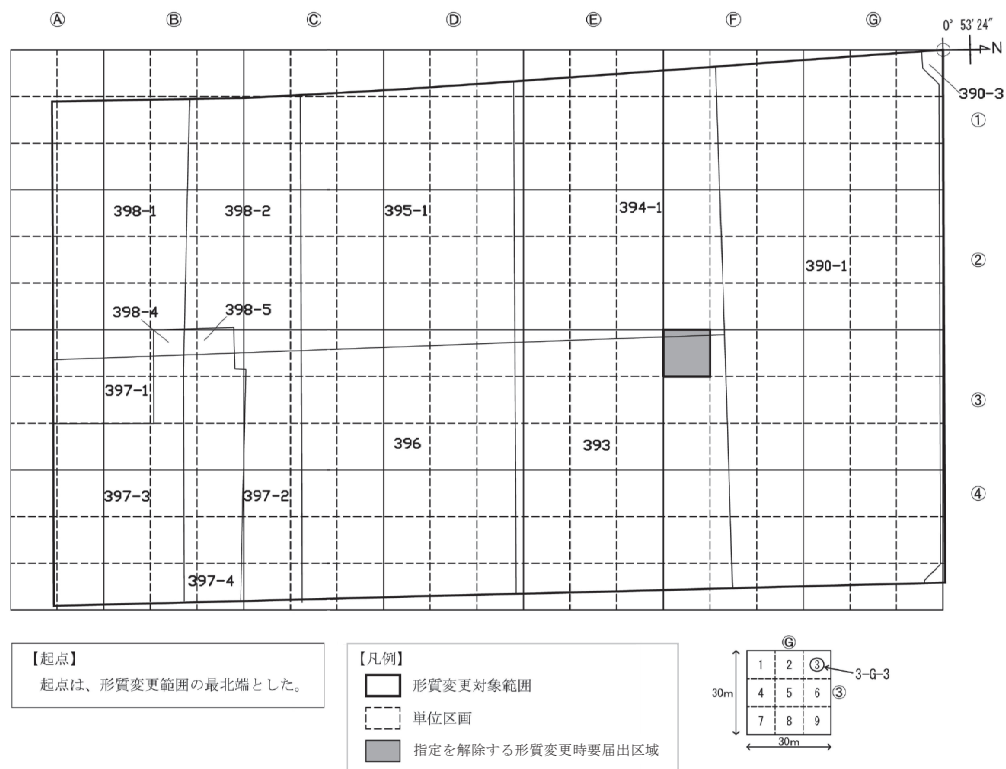 Ⓐ Ⓑ Ⓒ Ⓓ Ⓔ Ⓕ Ⓖ
0° 53′ 24″
N
390-3
①
398-1 398-2 395-1 394-1
②
390-1
398-4 398-5
397-1
③
396 393
397-3 397-2
④
397-4
【起点】
起点は、形質変更範囲の最北端とした。
【凡例】
形質変更対象範囲
単位区画
指定を解除する形質変更時要届出区域
Ⓖ
1 2 ③ 3-G-3
30m 4 5 6 ③
7 8 9
30m